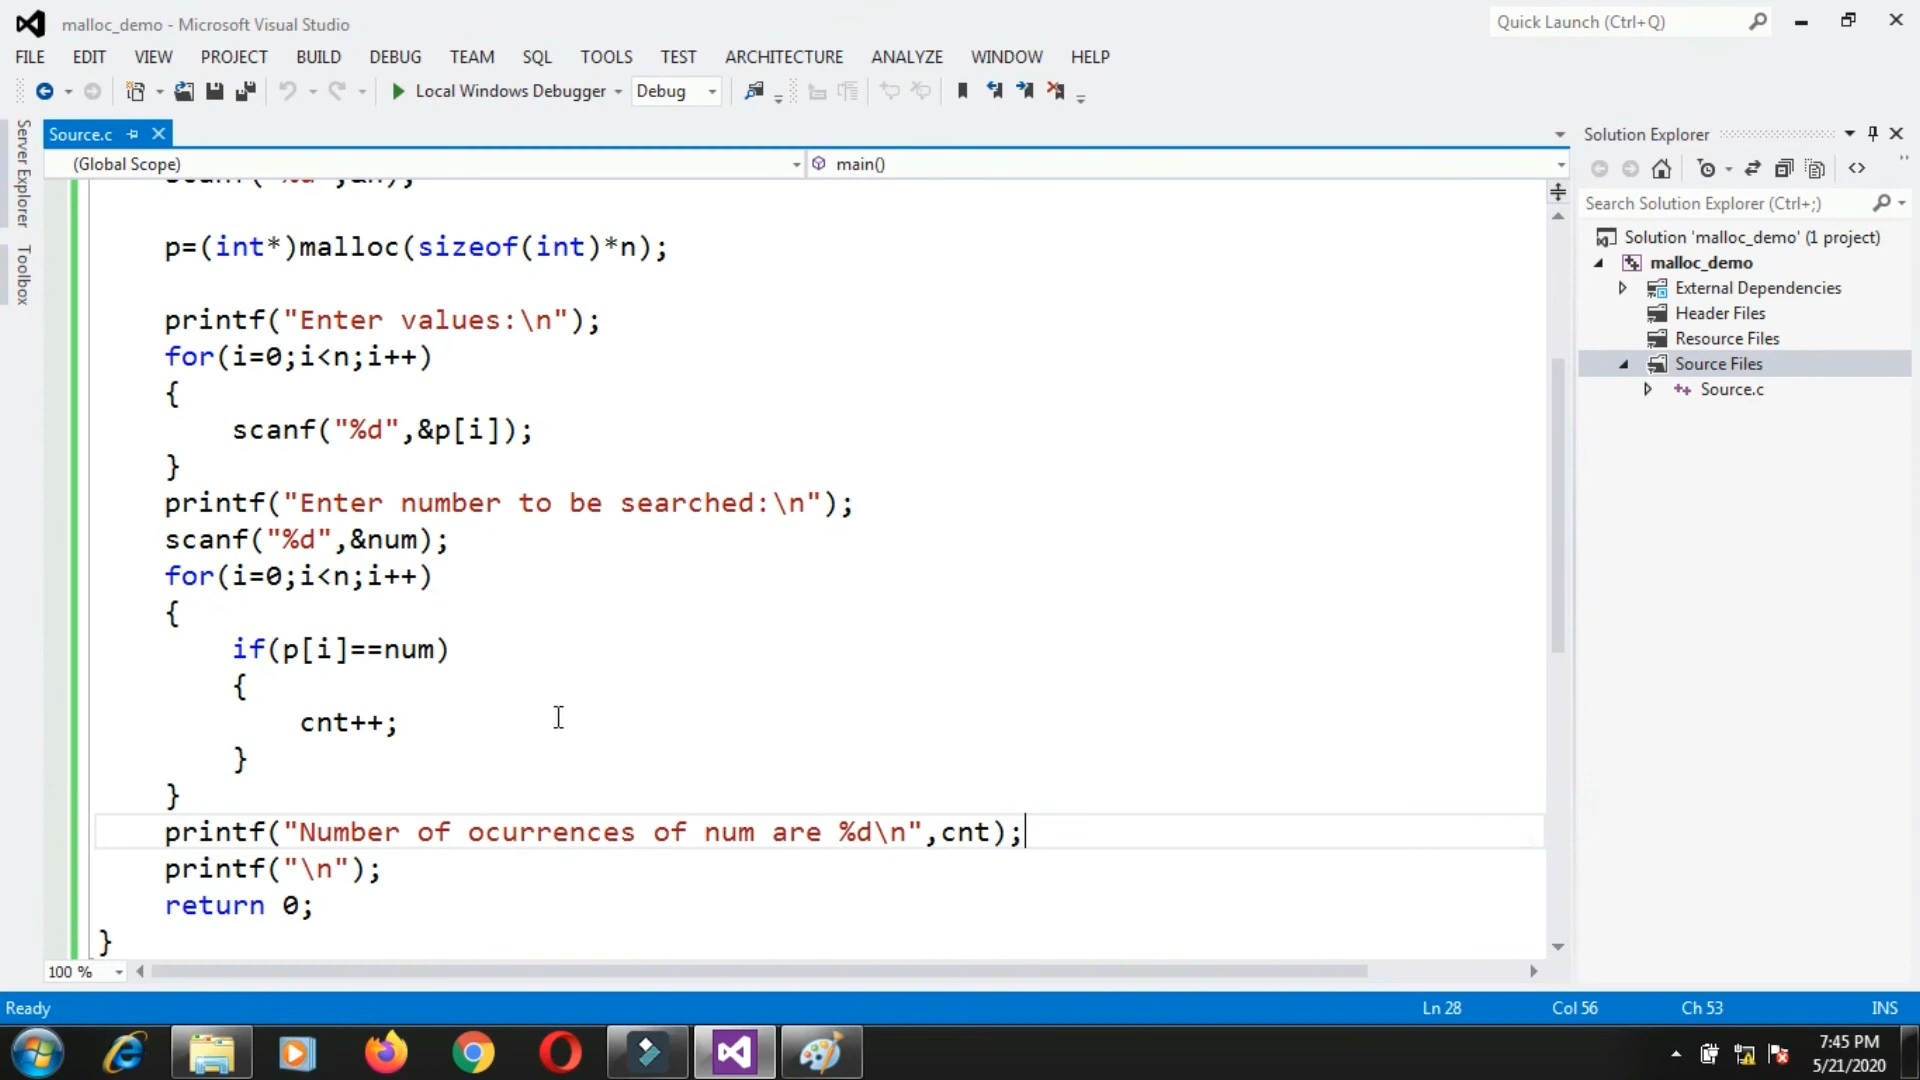 malloc_demo - Microsoft Visual Studio
Quick Launch (Ctrl+Q)
FILE EDIT VIEW PROJECT BUILD DEBUG TEAM SQL TOOLS TEST ARCHITECTURE ANALYZE WINDOW HELP
Local Windows Debugger Debug
Server Explorer
Toolbox
Source.c
(Global Scope) main()
p=(int*)malloc(sizeof(int)*n);
printf("Enter values:\n");
for(i=0;i<n;i++)
{
scanf("%d",&p[i]);
}
printf("Enter number to be searched:\n");
scanf("%d",&num);
for(i=0;i<n;i++)
{
if(p[i]==num)
{
cnt++;
}
}
printf("Number of ocurrences of num are %d\n",cnt);
printf("\n");
return 0;
}
100 %
Solution Explorer
Search Solution Explorer (Ctrl+;)
Solution 'malloc_demo' (1 project)
malloc_demo
External Dependencies
Header Files
Resource Files
Source Files
Source.c
Ready Ln 28 Col 56 Ch 53 INS
7:45 PM
5/21/2020